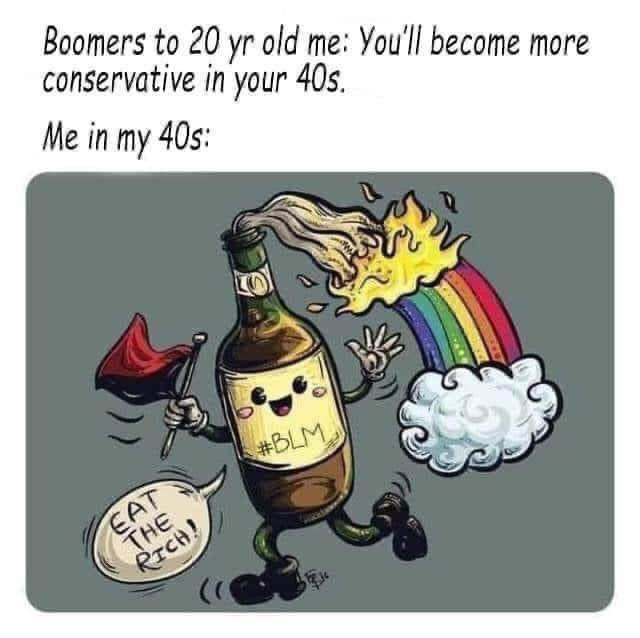 Boomers to 20 yr old me: You'll become more
conservative in your 40s.
Me in my 40s:
#BLM
EAT
THE
RICH!